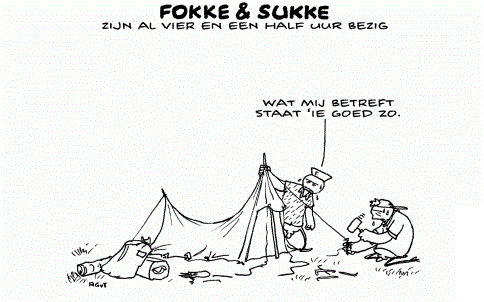 FOKKE & SUKKE
ZIJN AL VIER EN EEN HALF UUR BEZIG
WAT MIJ BETREFT
STAAT 'IE GOED ZO.